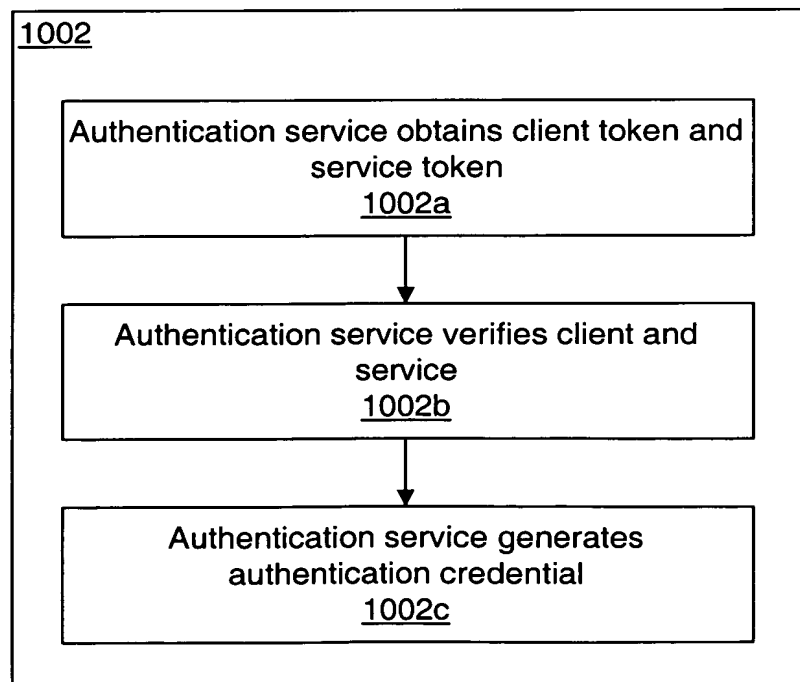 1002
Authentication service obtains client token and
service token
1002a
Authentication service verifies client and
service
1002b
Authentication service generates
authentication credential
1002c